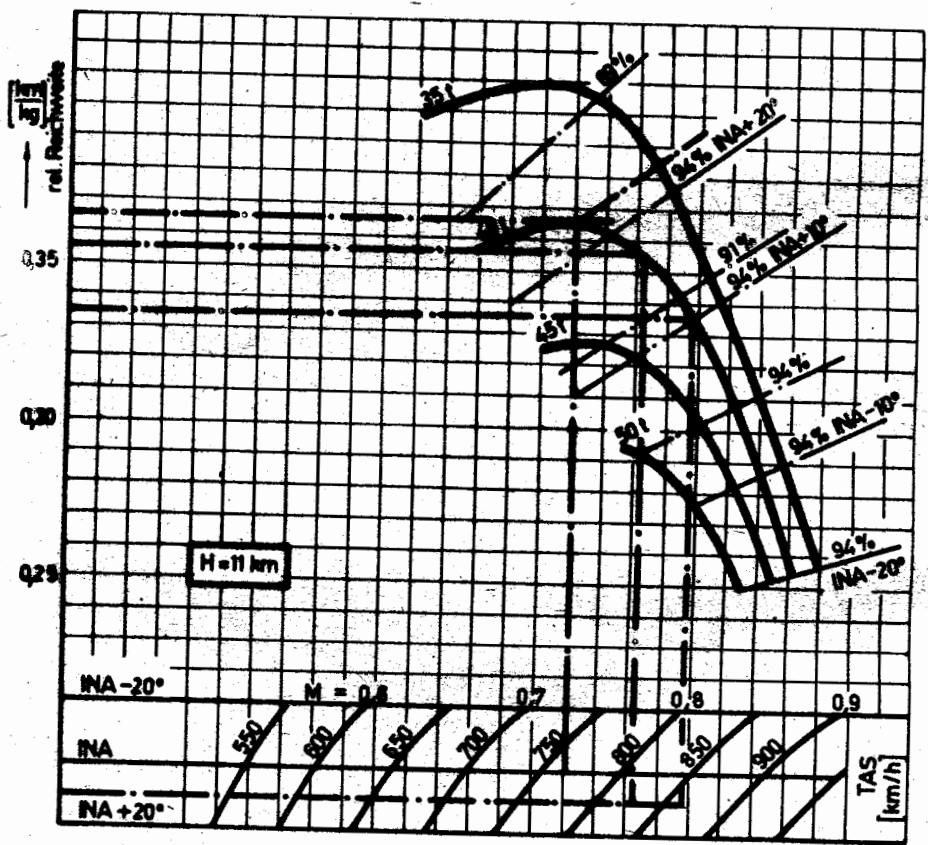 [km/kg]
rel. Reichweite
0,35
0,30
0,25
35 t
45 t
50 t
94% INA+20°
91%
94% INA+10°
94%
94% INA-10°
94%
INA-20°
H = 11 km
INA-20°
M = 0,6 0,7 0,8 0,9
INA
550 600 650 700 750 800 850 900
INA+20°
TAS
[km/h]